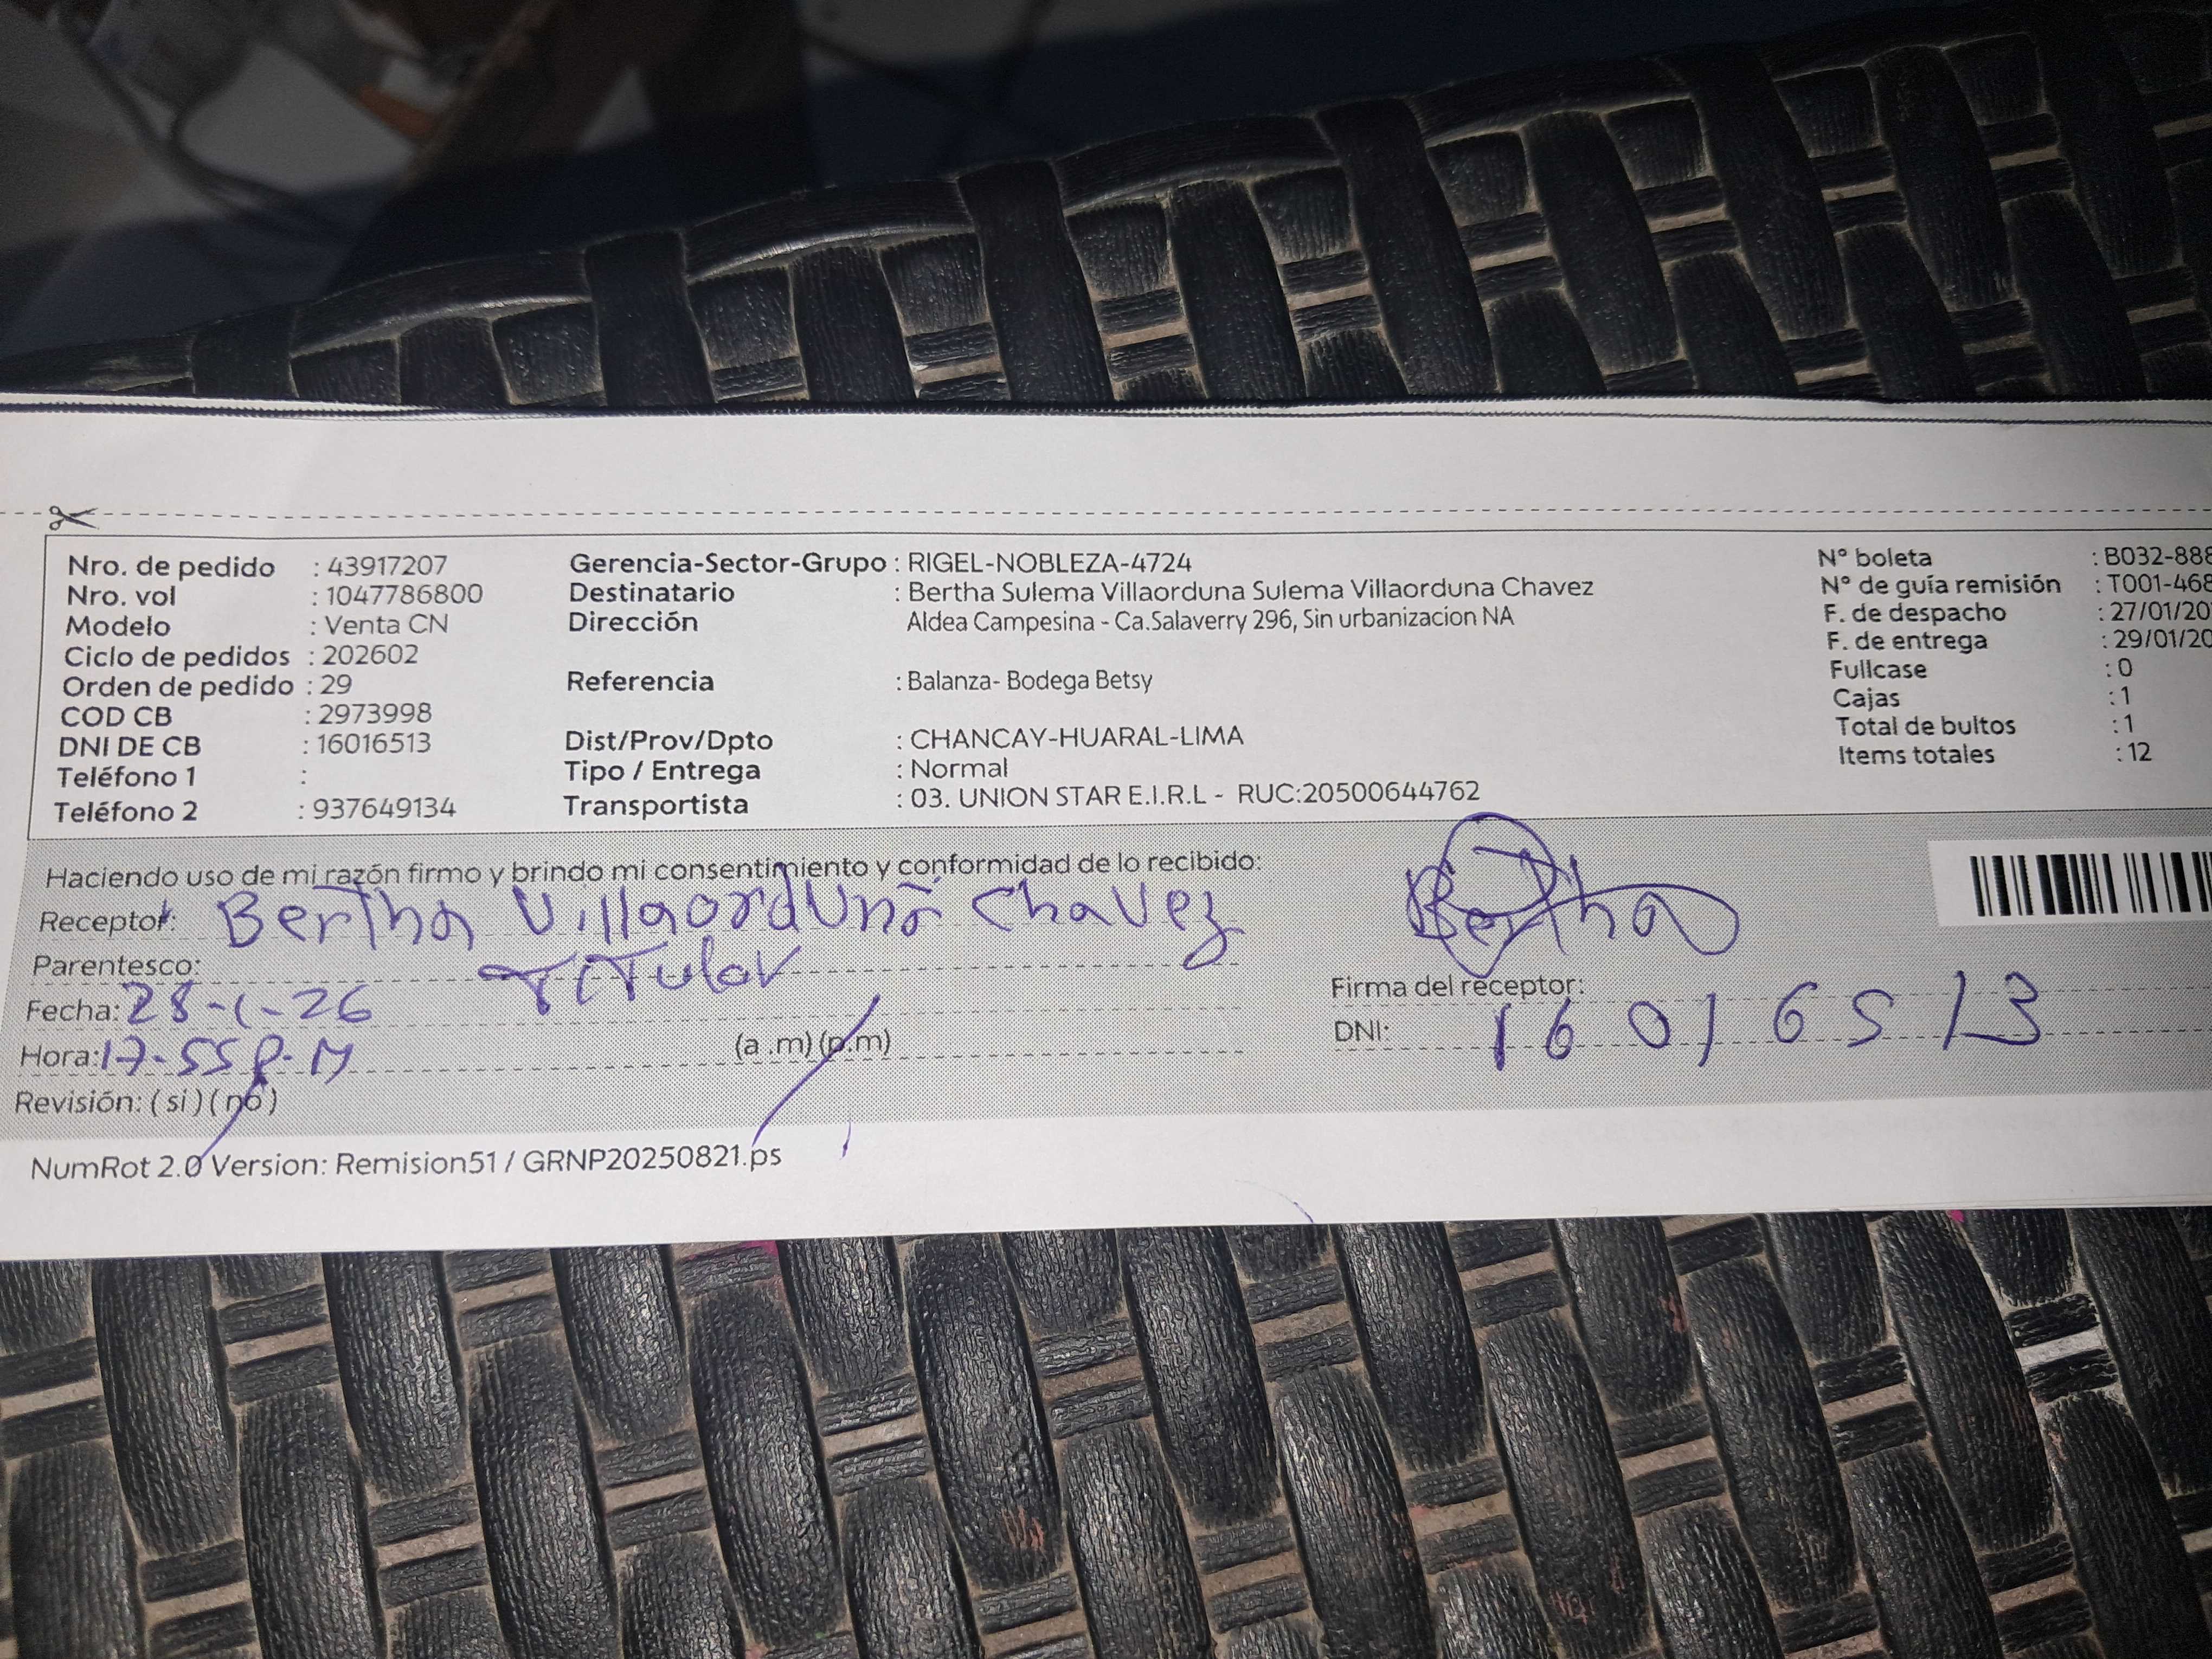 Nro. de pedido : 43917207
Nro. vol : 1047786800
Modelo : Venta CN
Ciclo de pedidos : 202602
Orden de pedido : 29
COD CB : 2973998
DNI DE CB : 16016513
Teléfono 1 :
Teléfono 2 : 937649134
Gerencia-Sector-Grupo : RIGEL-NOBLEZA-4724
Destinatario : Bertha Sulema Villaorduna Sulema Villaorduna Chavez
Dirección Aldea Campesina - Ca.Salaverry 296, Sin urbanizacion NA
Referencia : Balanza- Bodega Betsy
Dist/Prov/Dpto : CHANCAY-HUARAL-LIMA
Tipo / Entrega : Normal
Transportista : 03. UNION STAR E.I.R.L - RUC:20500644762
N° boleta : B032-888
N° de guía remisión : T001-468
F. de despacho : 27/01/20
F. de entrega : 29/01/20
Fullcase : 0
Cajas : 1
Total de bultos : 1
Items totales : 12
Haciendo uso de mi razón firmo y brindo mi consentimiento y conformidad de lo recibido:
Receptor: Bertha Villaorduña Chavez
Parentesco: Titular
Fecha: 28-1-26
Hora: 17-55 P.M (a .m) (p.m)
Revisión: ( si ) ( no )
Bertha
Firma del receptor:
DNI: 16016513
NumRot 2.0 Version: Remision51 / GRNP20250821.ps